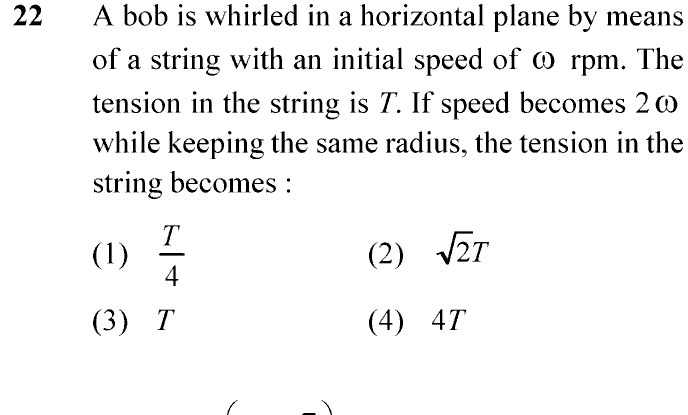 22 A bob is whirled in a horizontal plane by means
of a string with an initial speed of ω rpm. The
tension in the string is T. If speed becomes 2ω
while keeping the same radius, the tension in the
string becomes :
(1) T/4 (2) √2T
(3) T (4) 4T